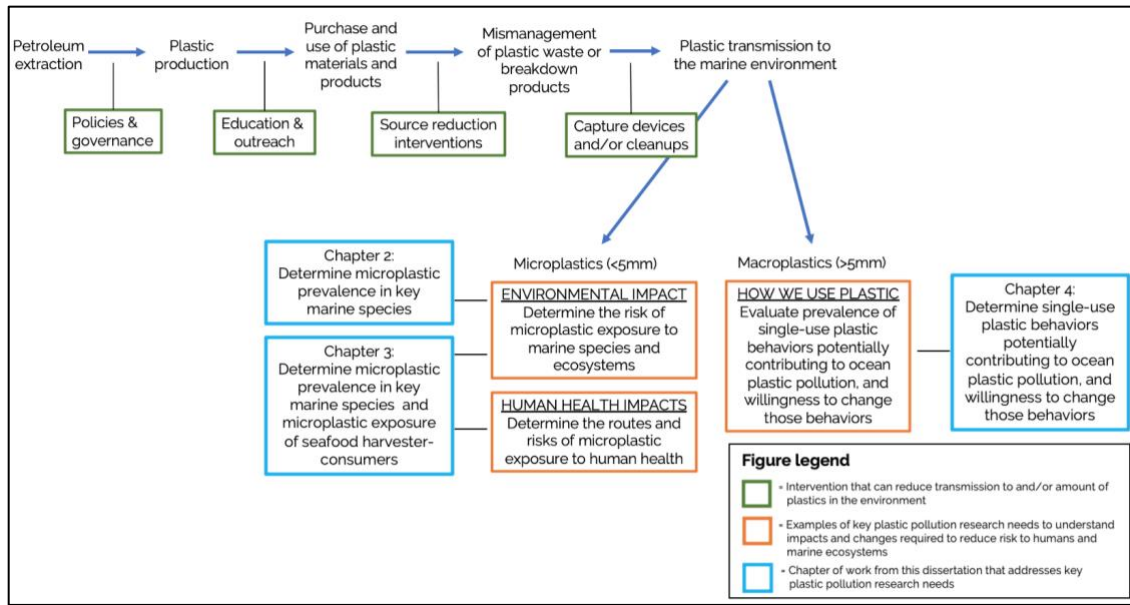 Petroleum
extraction
Plastic
production
Purchase and
use of plastic
materials and
products
Mismanagement
of plastic waste or
breakdown
products
Plastic transmission to
the marine environment
Policies &
governance
Education &
outreach
Source reduction
interventions
Capture devices
and/or cleanups
Chapter 2:
Determine microplastic
prevalence in key
marine species
Chapter 3:
Determine microplastic
prevalence in key
marine species and
microplastic exposure
of seafood harvester-
consumers
Microplastics (<5mm)
ENVIRONMENTAL IMPACT
Determine the risk of
microplastic exposure to
marine species and
ecosystems
HUMAN HEALTH IMPACTS
Determine the routes and
risks of microplastic
exposure to human health
Macroplastics (>5mm)
HOW WE USE PLASTIC
Evaluate prevalence of
single-use plastic
behaviors potentially
contributing to ocean
plastic pollution, and
willingness to change
those behaviors
Chapter 4:
Determine single-use
plastic behaviors
potentially
contributing to ocean
plastic pollution, and
willingness to change
those behaviors
Figure legend
= Intervention that can reduce transmission to and/or amount of
plastics in the environment
= Examples of key plastic pollution research needs to understand
impacts and changes required to reduce risk to humans and
marine ecosystems
= Chapter of work from this dissertation that addresses key
plastic pollution research needs